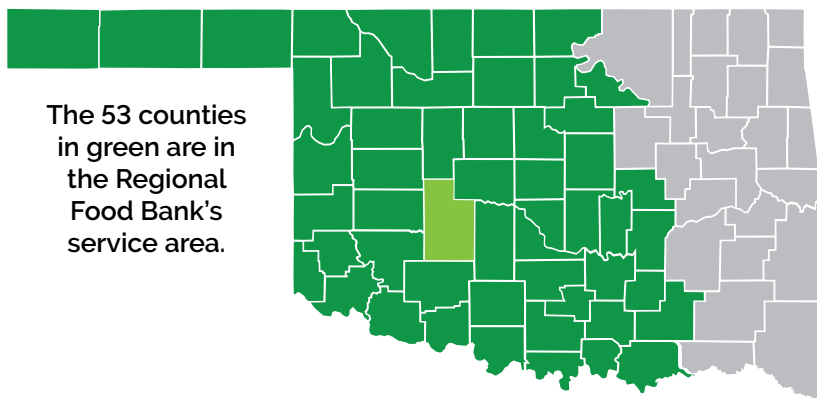 The 53 counties
in green are in
the Regional
Food Bank's
service area.